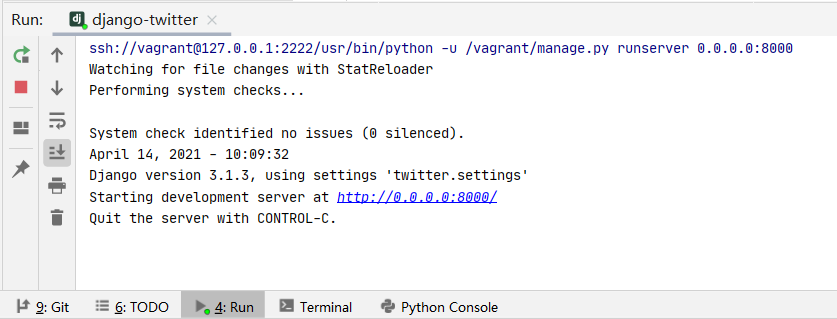 Run: django-twitter
ssh://vagrant@127.0.0.1:2222/usr/bin/python -u /vagrant/manage.py runserver 0.0.0.0:8000
Watching for file changes with StatReloader
Performing system checks...
System check identified no issues (0 silenced).
April 14, 2021 - 10:09:32
Django version 3.1.3, using settings 'twitter.settings'
Starting development server at http://0.0.0.0:8000/
Quit the server with CONTROL-C.
9: Git 6: TODO 4: Run Terminal Python Console